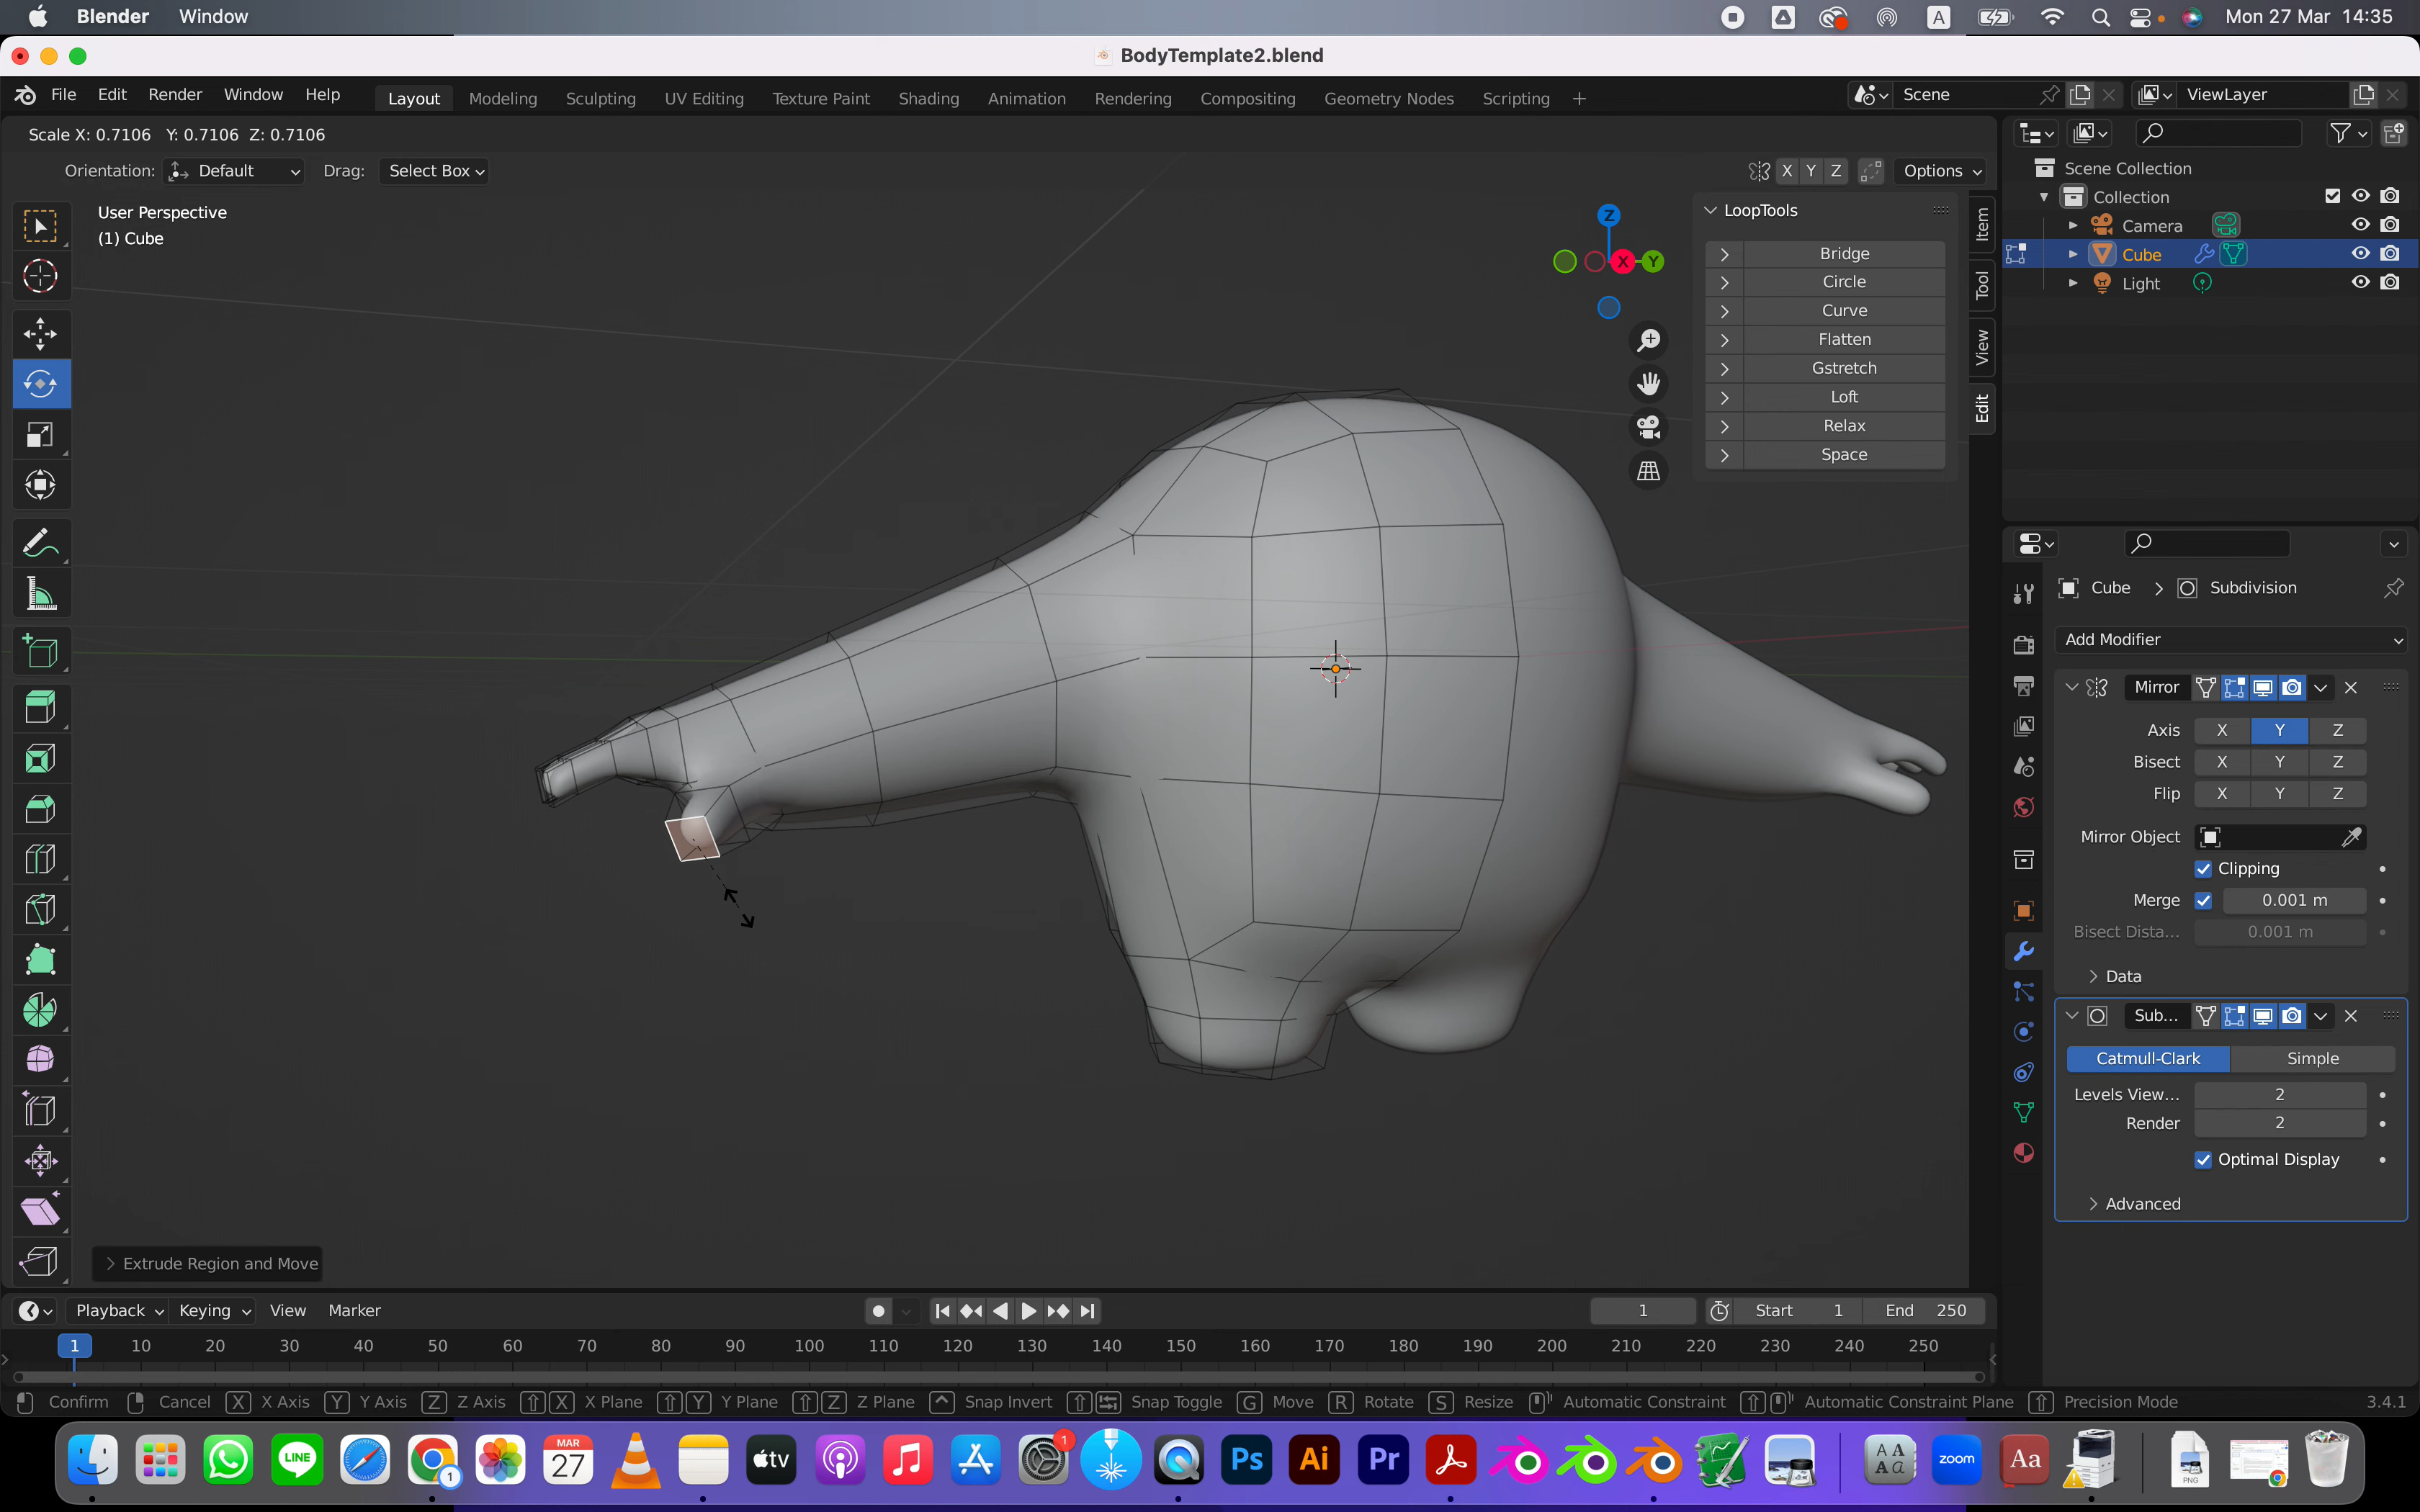 Blender Window
A
Mon 27 Mar 14:35
BodyTemplate2.blend
File Edit Render Window Help
Layout Modeling Sculpting UV Editing Texture Paint Shading Animation Rendering Compositing Geometry Nodes Scripting +
Scene
ViewLayer
Scale X: 0.7106 Y: 0.7106 Z: 0.7106
Orientation: Default Drag: Select Box
X Y Z Options
User Perspective
(1) Cube
Z
X
Y
LoopTools
Bridge
Circle
Curve
Flatten
Gstretch
Loft
Relax
Space
Item
Tool
View
Edit
Scene Collection
Collection
Camera
Cube
Light
Cube > Subdivision
Add Modifier
Mirror
Axis X Y Z
Bisect X Y Z
Flip X Y Z
Mirror Object
Clipping
Merge 0.001 m
Bisect Dista... 0.001 m
Data
Sub...
Catmull-Clark Simple
Levels View... 2
Render 2
Optimal Display
Advanced
Extrude Region and Move
Playback Keying View Marker
1 Start 1 End 250
1 10 20 30 40 50 60 70 80 90 100 110 120 130 140 150 160 170 180 190 200 210 220 230 240 250
Confirm Cancel X X Axis Y Y Axis Z Z Axis X X Plane Y Y Plane Z Z Plane Snap Invert Snap Toggle G Move R Rotate S Resize Automatic Constraint Automatic Constraint Plane Precision Mode 3.4.1
LINE
1
MAR
27
tv
1
Ps
Ai
Pr
A A
A a
zoom
Aa
PNG